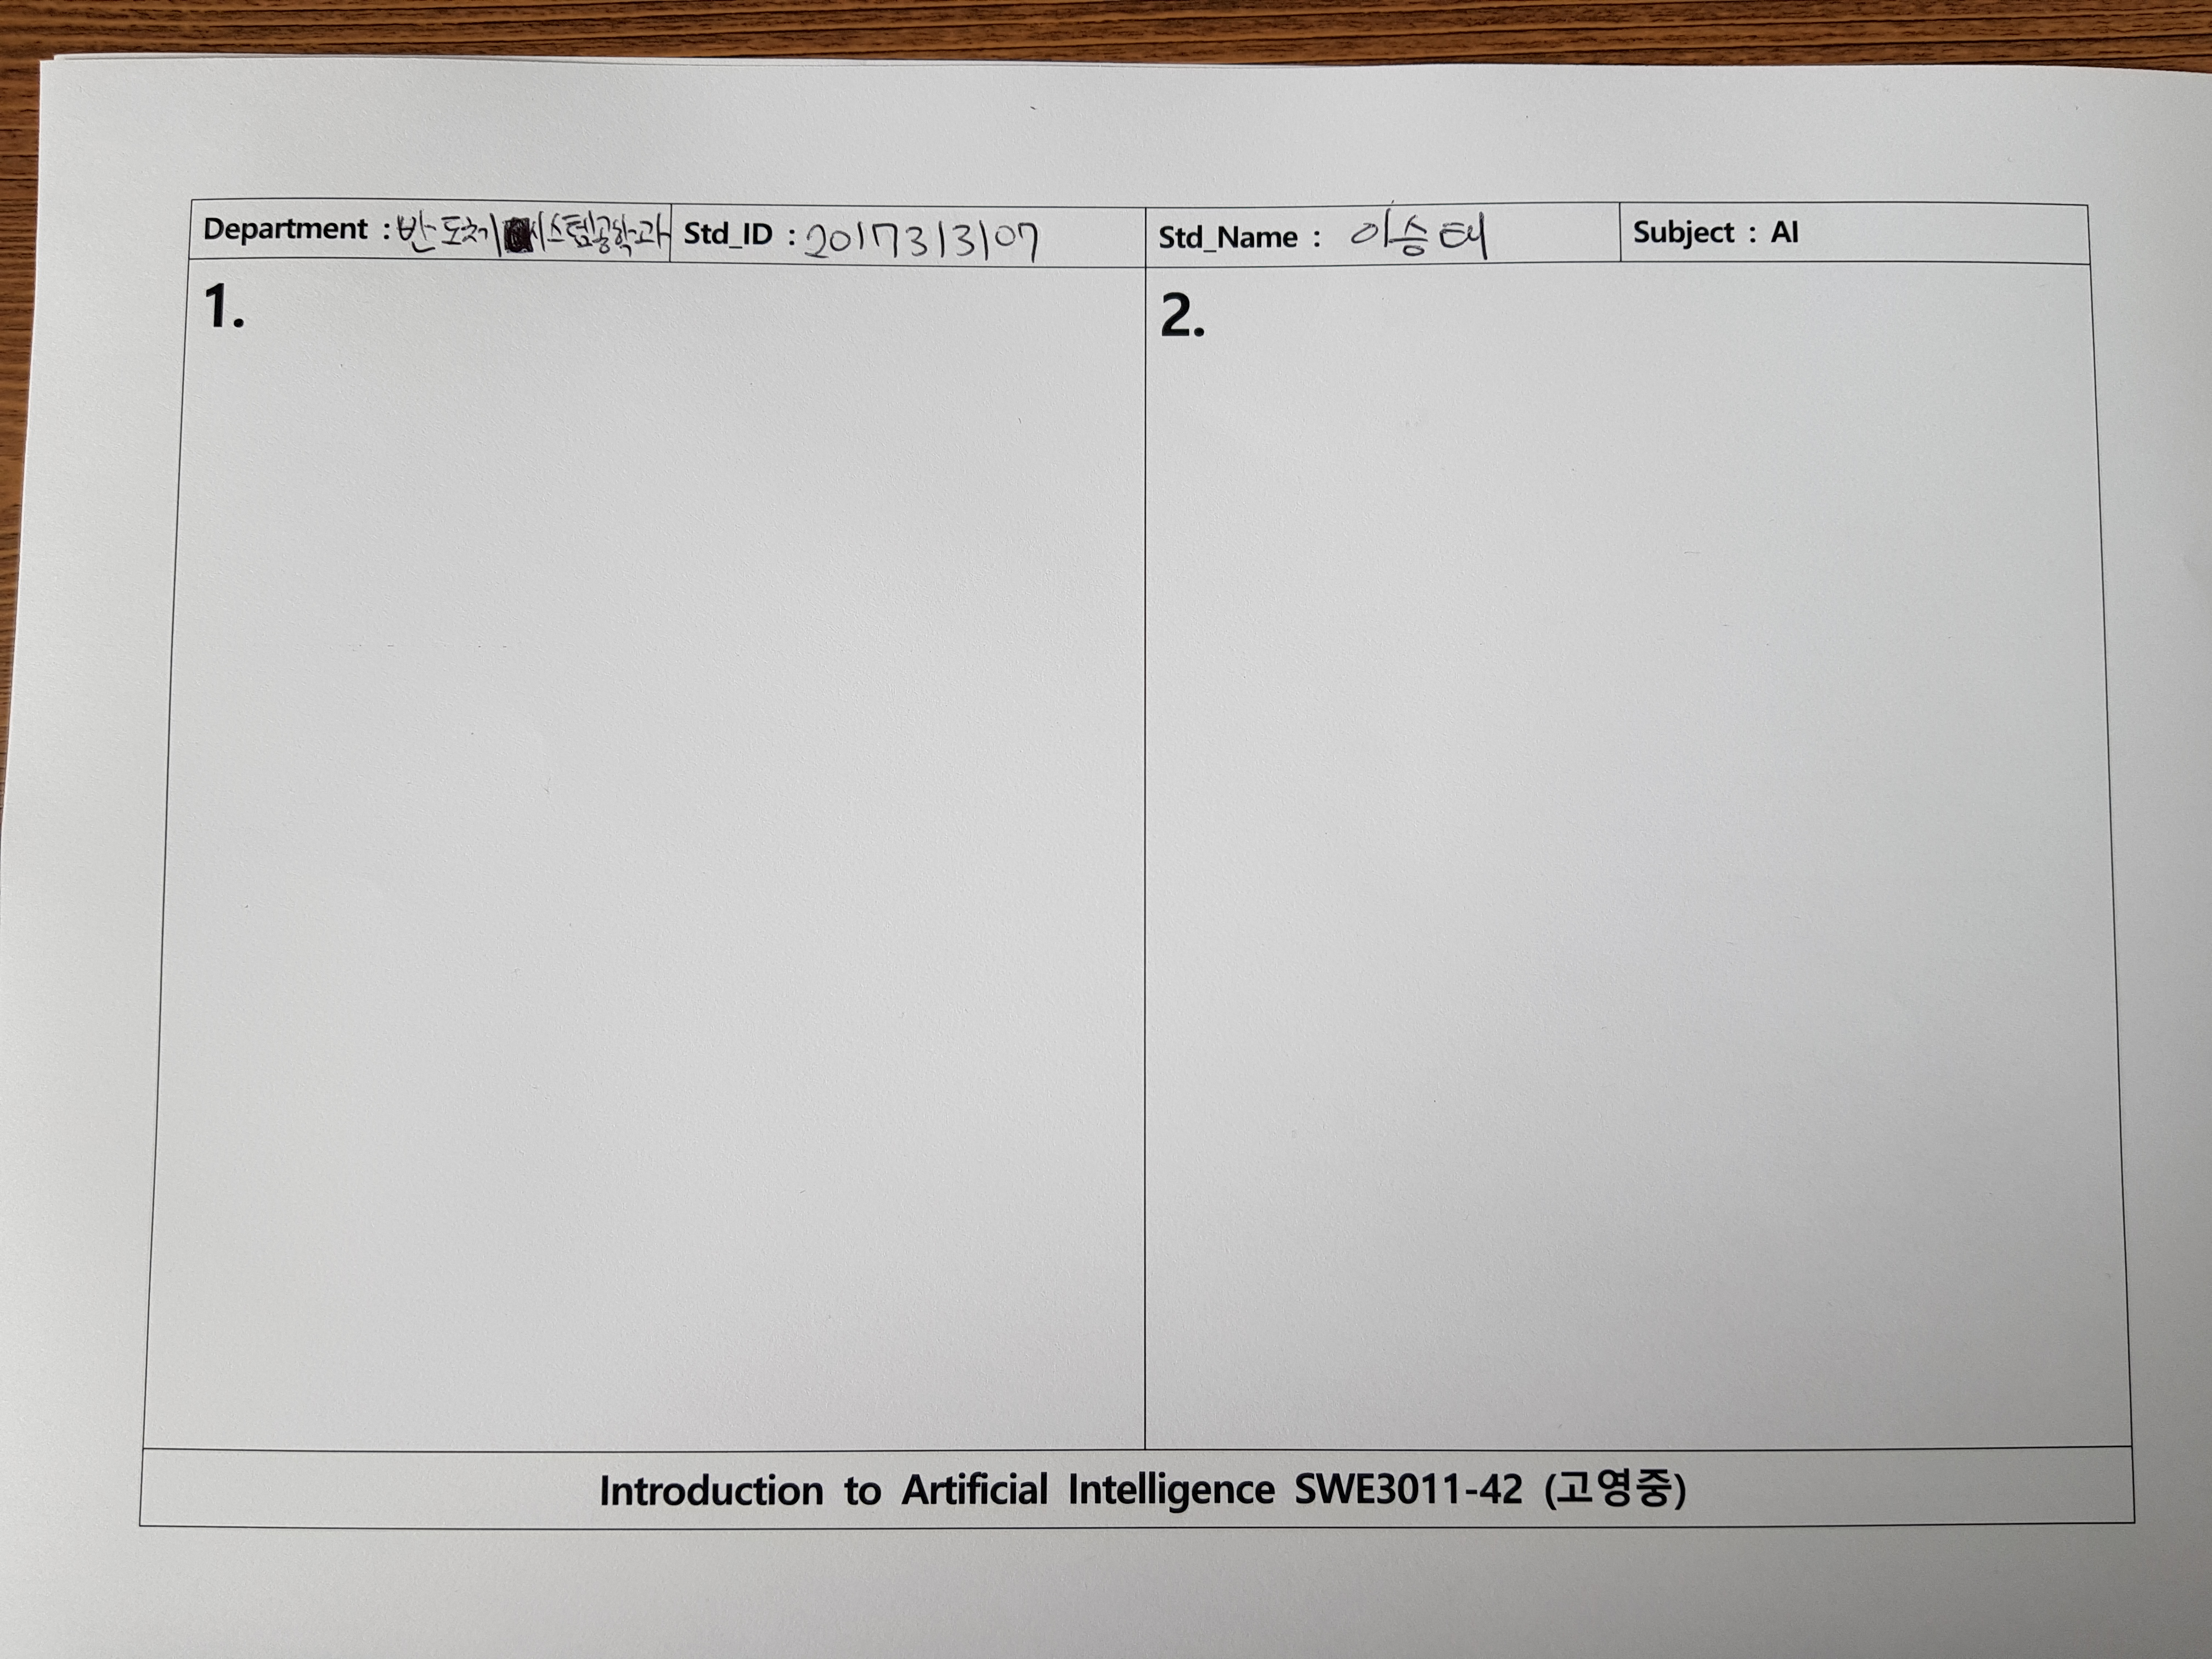 Department : 반도체시스템공학과 Std_ID : 2017313107 Std_Name : 이승태 Subject : AI
1. 2.
Introduction to Artificial Intelligence SWE3011-42 (고영중)